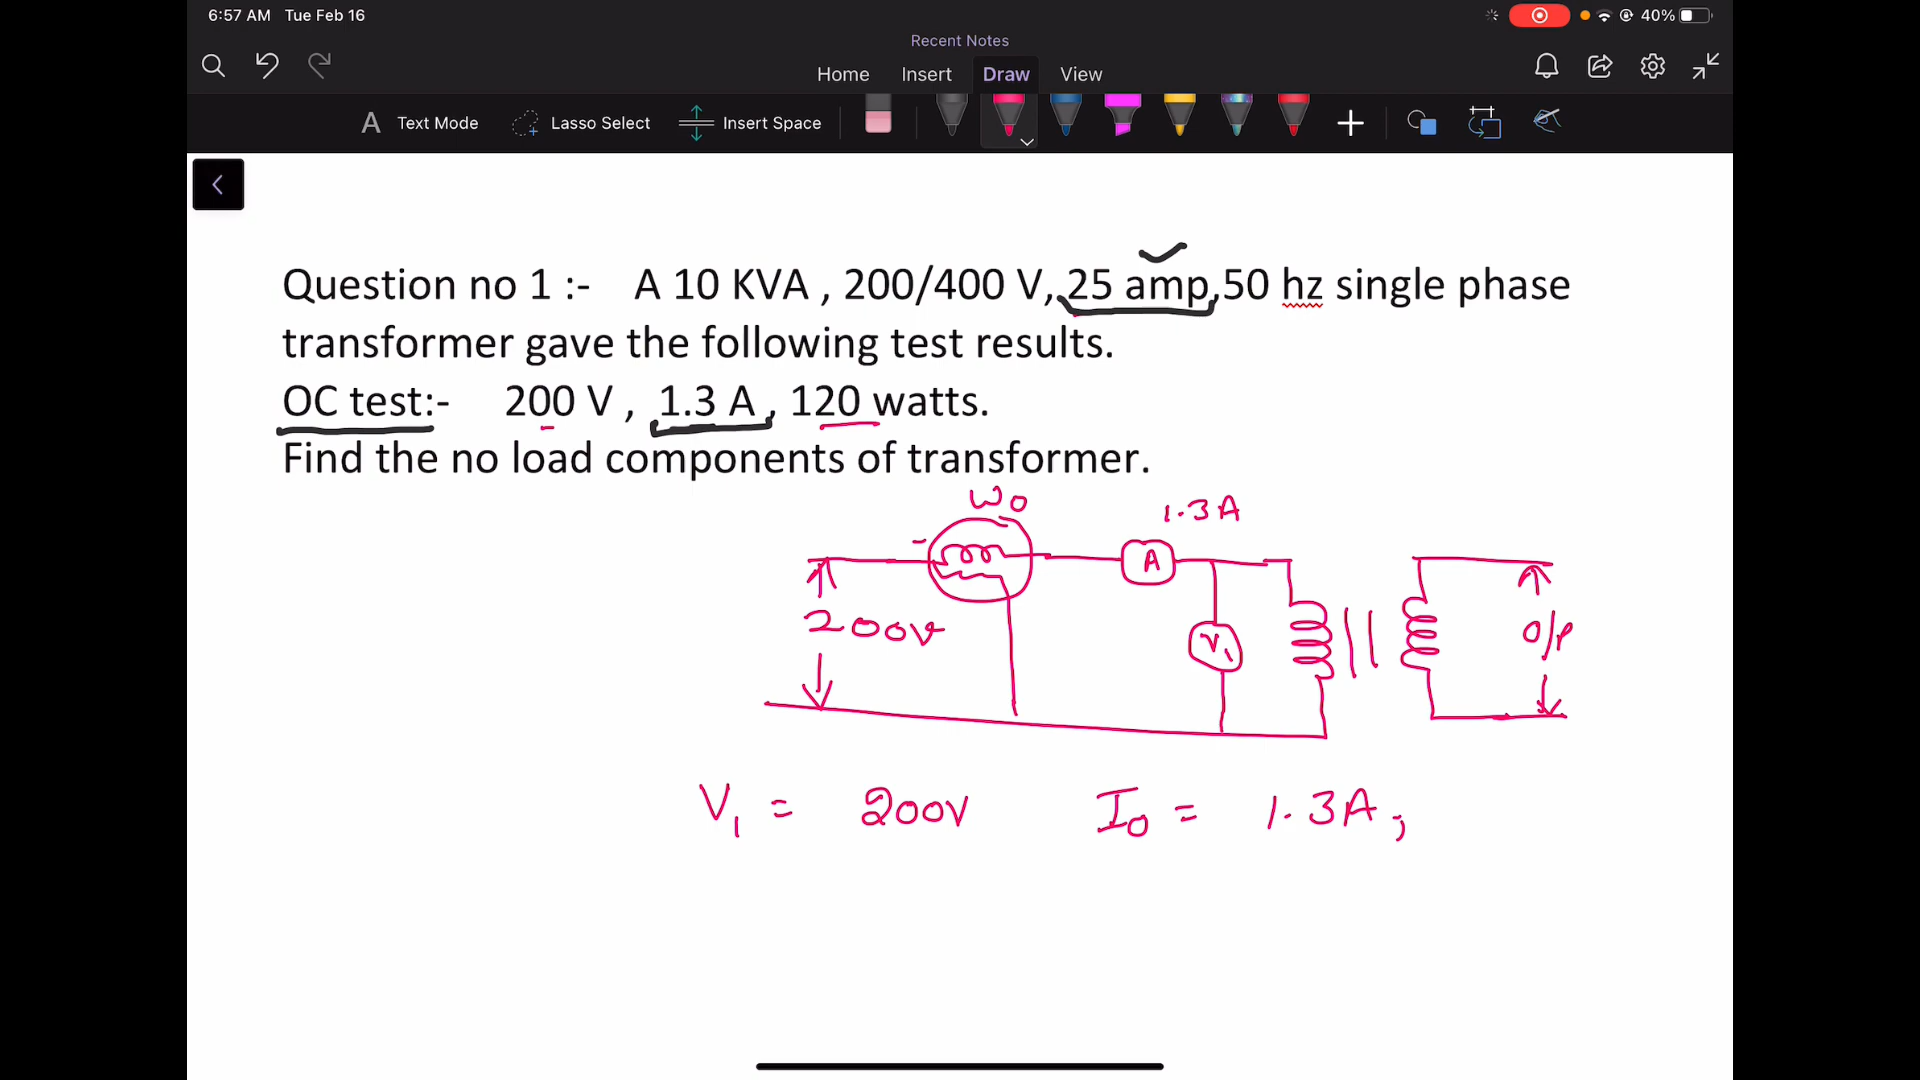 6:57 AM Tue Feb 16
40%
Recent Notes
Home Insert Draw View
A Text Mode Lasso Select Insert Space
Question no 1 :- A 10 KVA , 200/400 V, 25 amp,50 hz single phase
transformer gave the following test results.
OC test:- 200 V , 1.3 A , 120 watts.
Find the no load components of transformer.
W0
1.3A
A
200V
V1
O/P
V1 = 200V I0 = 1.3A ;